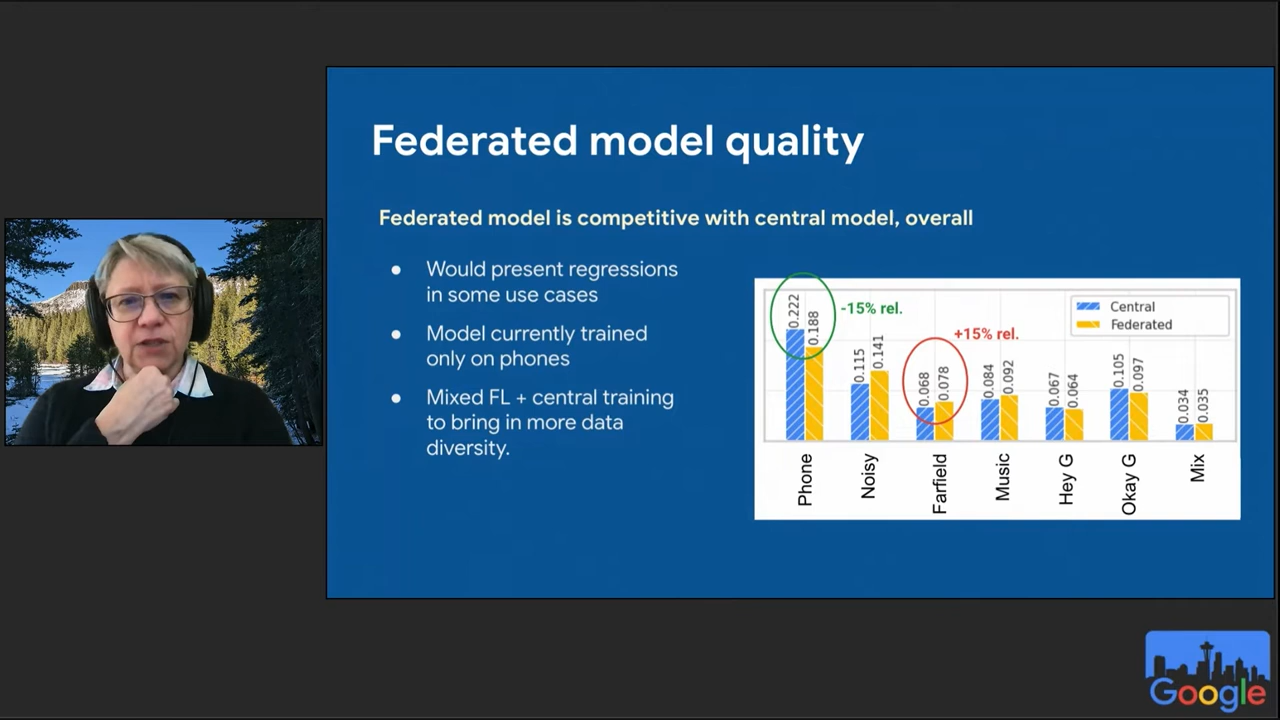 Federated model quality
Federated model is competitive with central model, overall
● Would present regressions
in some use cases
● Model currently trained
only on phones
● Mixed FL + central training
to bring in more data
diversity.
-15% rel.
+15% rel.
Central
Federated
0.222
0.188
0.115
0.141
0.068
0.078
0.084
0.092
0.067
0.064
0.105
0.097
0.034
0.035
Phone
Noisy
Farfield
Music
Hey G
Okay G
Mix
Google